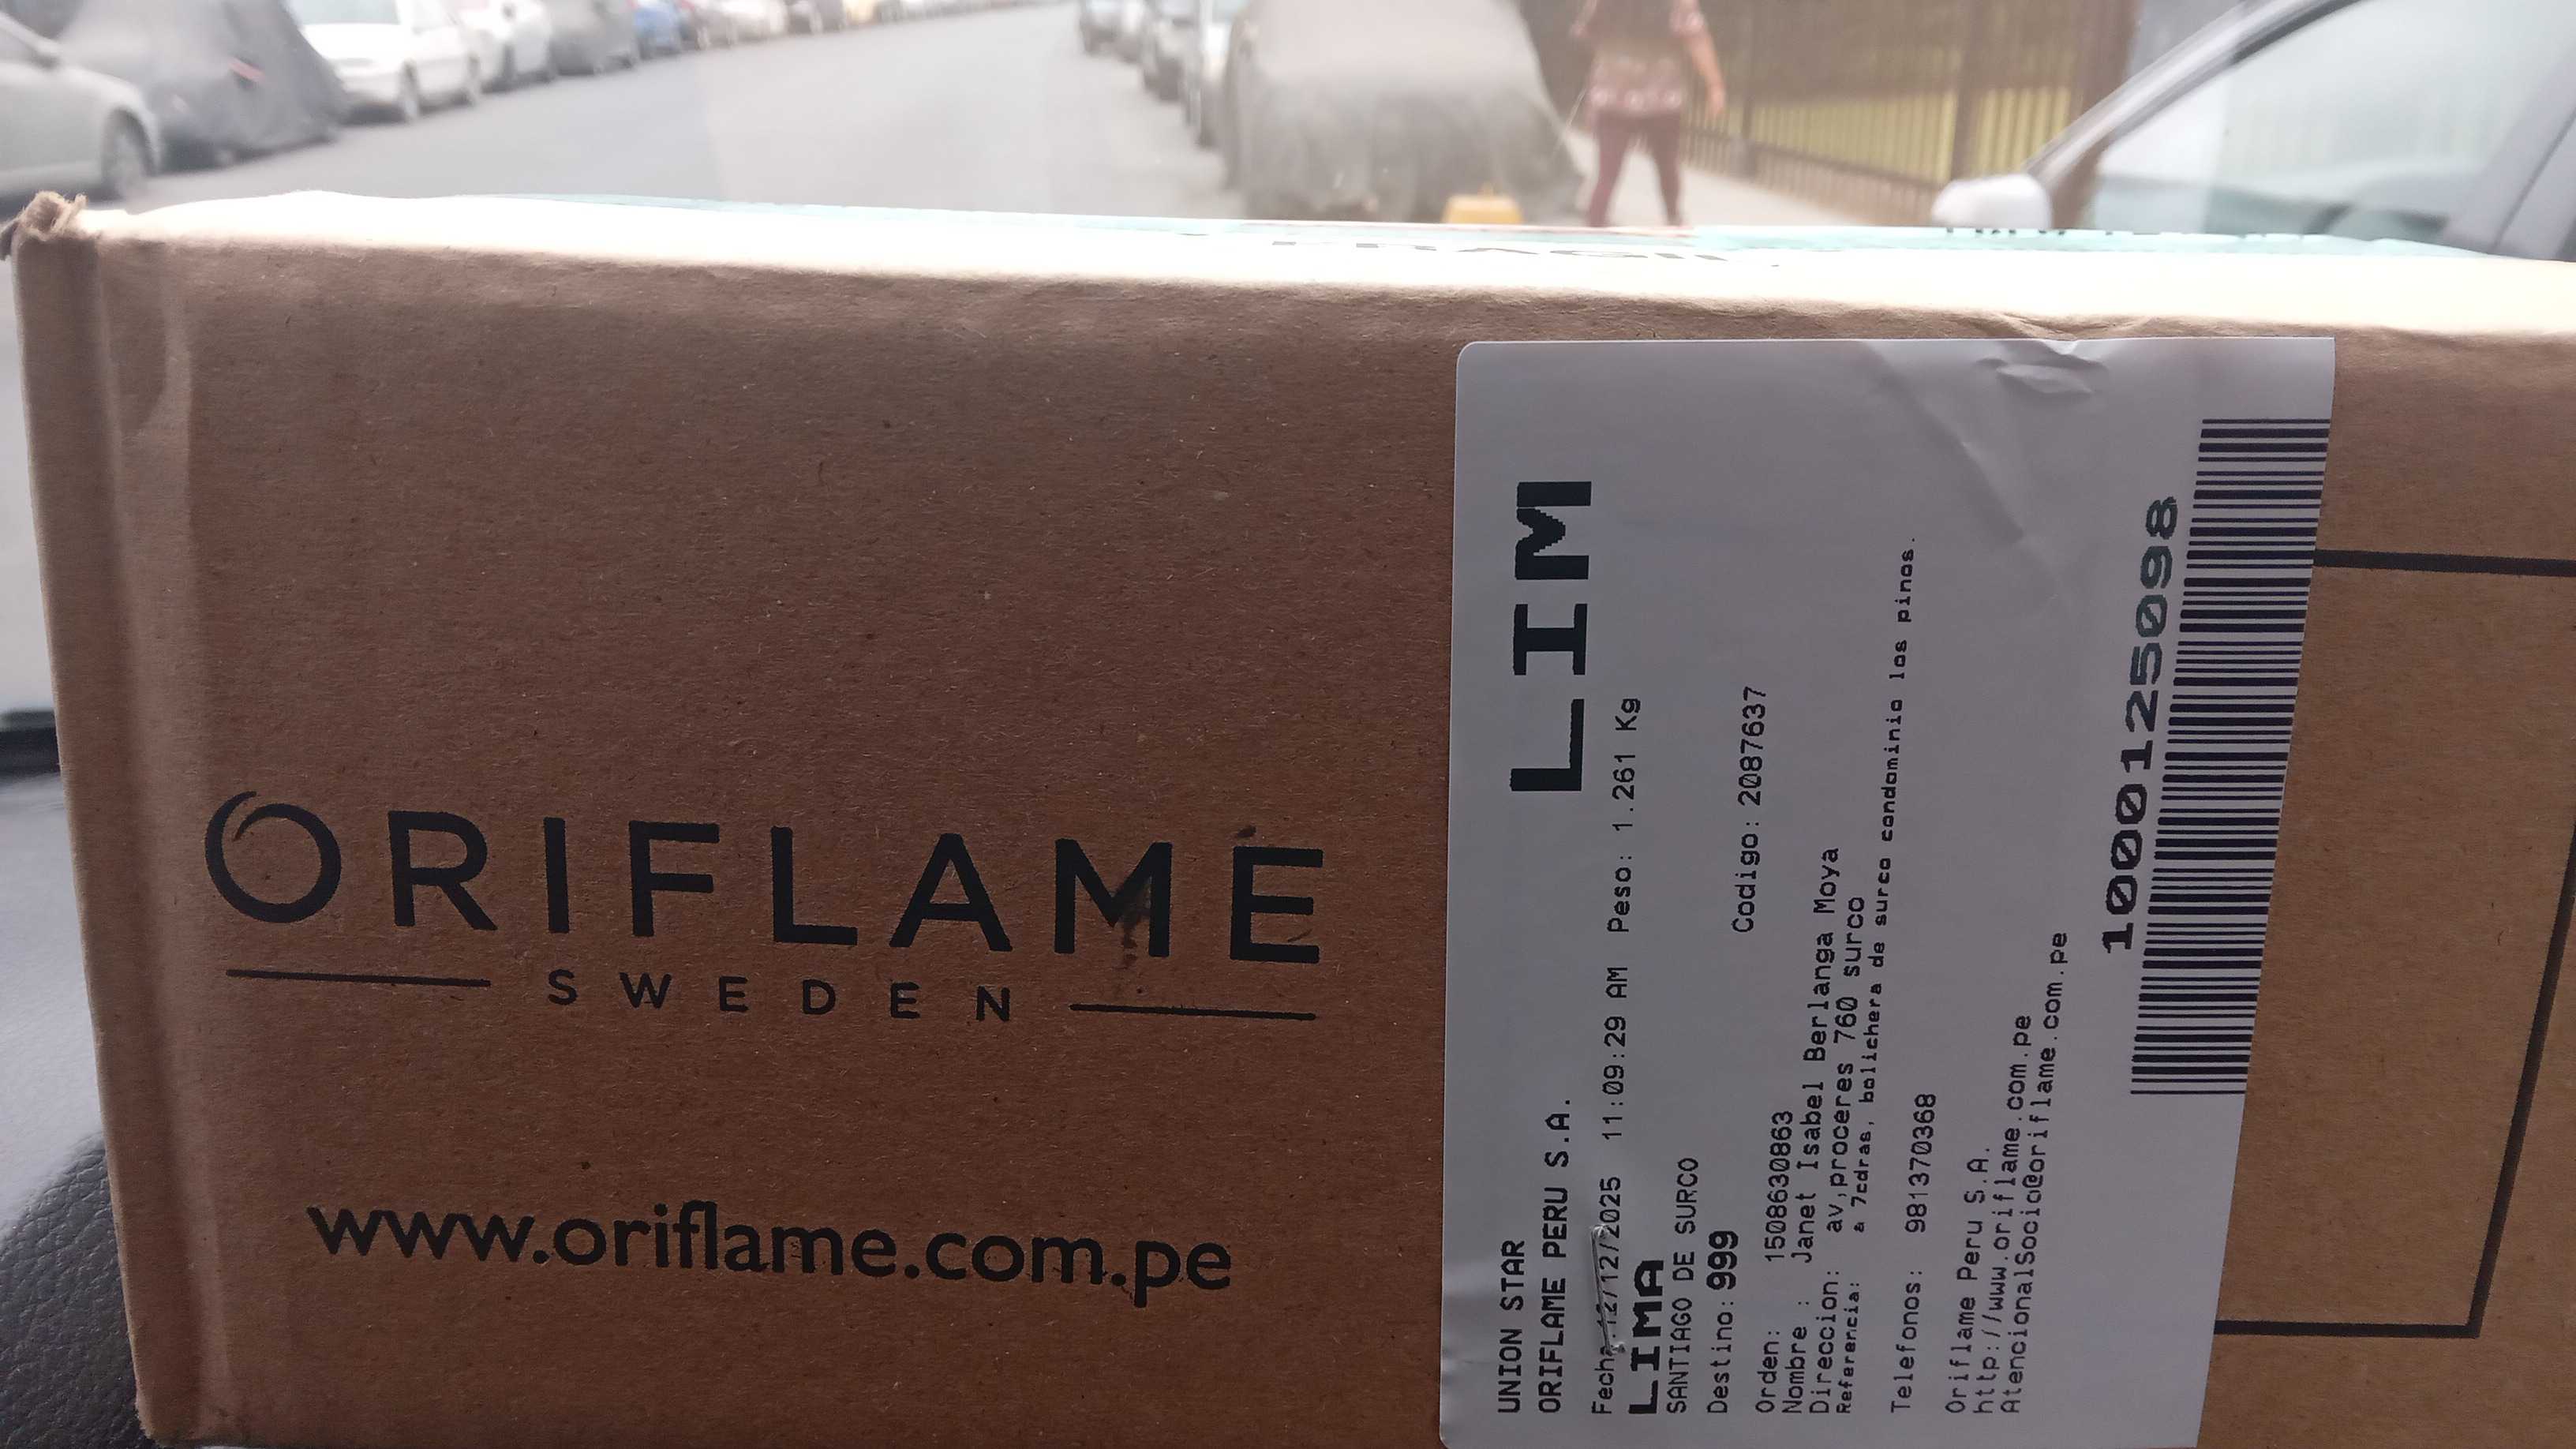 FRAGIL
ORIFLAME
SWEDEN
www.oriflame.com.pe
UNION STAR
LIM
ORIFLAME PERU S.A.
Fecha 12/12/2025 11:09:29 AM Peso: 1.261 Kg
LIMA
SANTIAGO DE SURCO
Destino: 999
Codigo: 2087637
Orden: 1508630863
Nombre : Janet Isabel Berlanga Moya
Direccion: av,proceres 760 surco
Referencia: a 7cdras, bolichera de surco condominio los pinos.
Telefonos: 981370368
Oriflame Peru S.A.
http://www.oriflame.com.pe
AtencionalSocio@oriflame.com.pe
1000125098